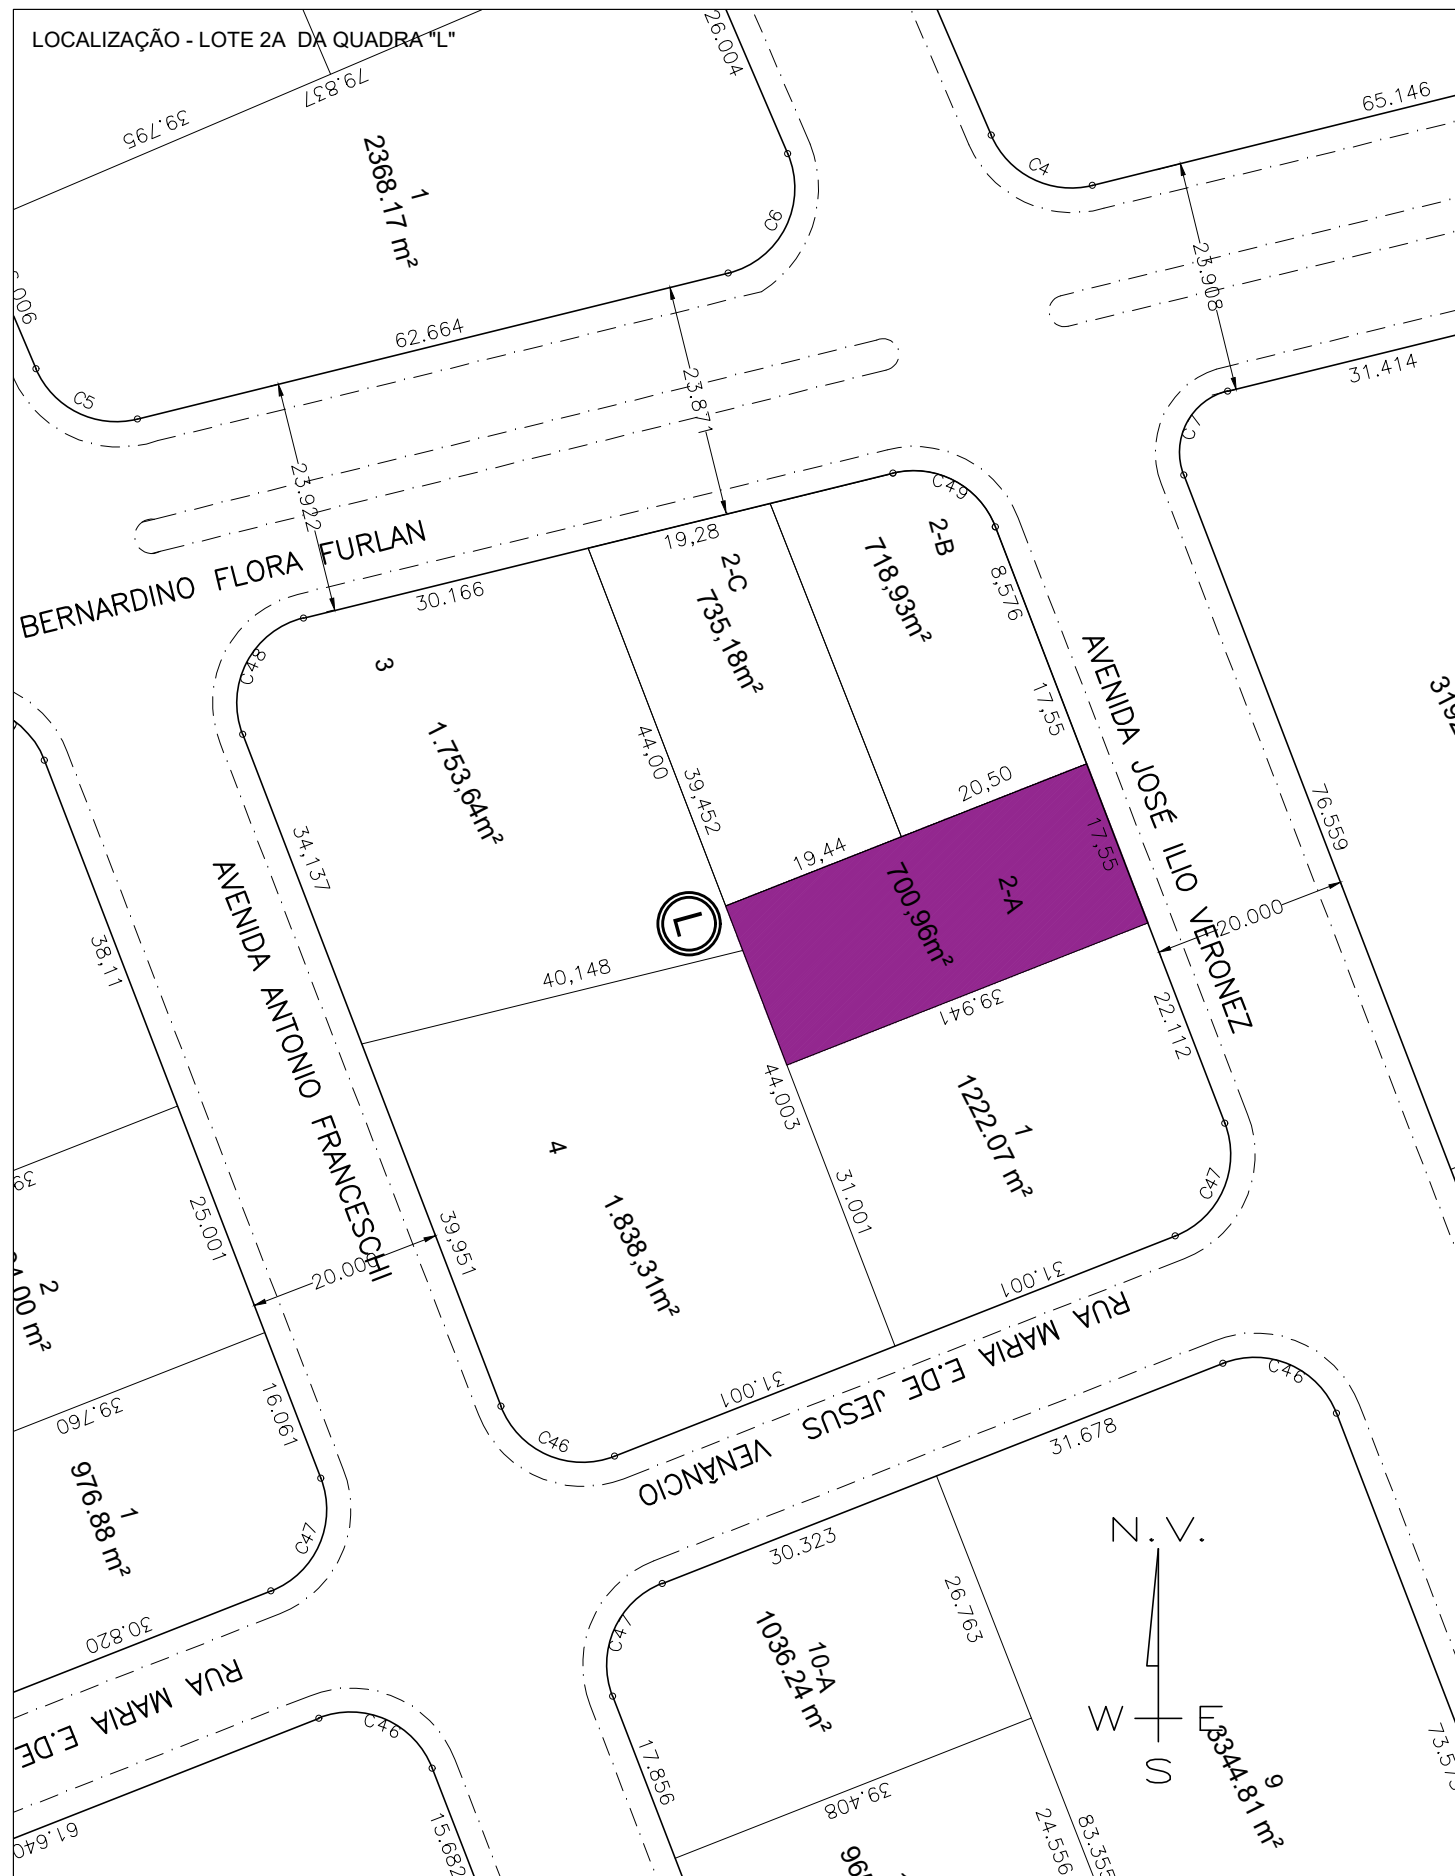 LOCALIZAÇÃO - LOTE 2A DA QUADRA "L"
79.837
39.795
26.004
65.146
1
2368.17 m²
C4
C6
23.908
62.664
C5
31.414
23.871
C7
23.922
C49
2-B
BERNARDINO FLORA FURLAN
19,28
2-C
718,93m²
8,576
30.166
735,18m²
C48
3
AVENIDA JOSÉ ILIO VERONEZ
17,55
1.753,64m²
44,00
39,452
20,50
76.559
17,55
34,137
19,44
AVENIDA ANTONIO FRANCESCHI
2-A
700,96m²
L
20.000
38,11
40,148
39.941
22.112
44,003
1
1222.07 m²
4
31.001
C47
25.001
39,951
1.838,31m²
20.000
2
31.001
RUA MARIA E.DE JESUS VENÂNCIO
16.061
31.001
39.760
C46
C46
31.678
1
976.88 m²
C47
30.323
N.V.
26.763
30.820
C47
10-A
1036.24 m²
RUA MARIA E.DE
W E
S
C46
9
3344.81 m²
17.856
39.408
61.640
15.682
24.556
83.355